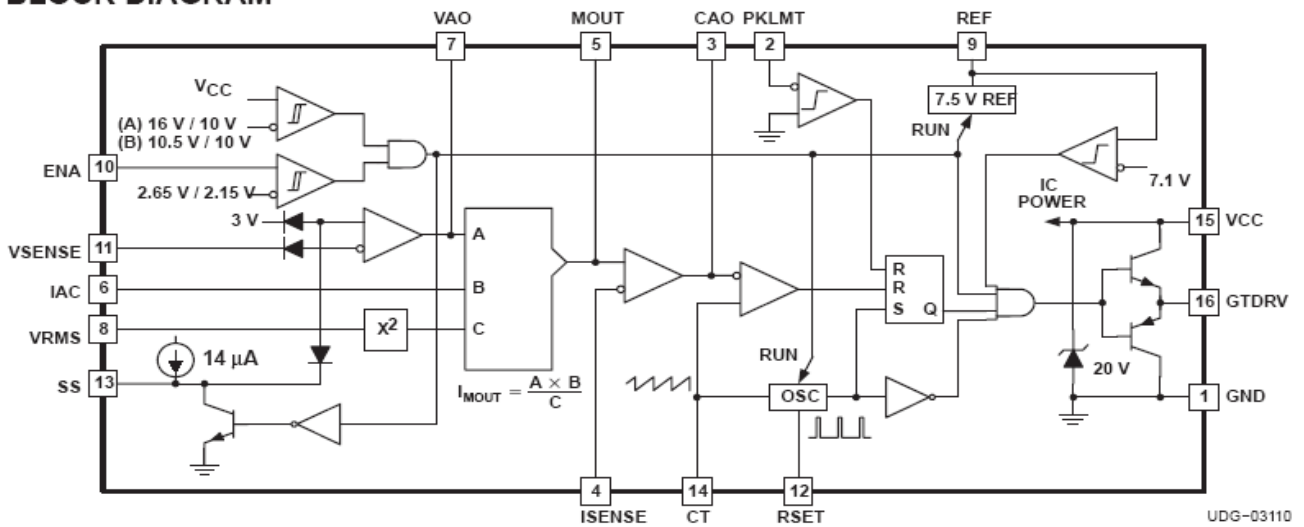 BLOCK DIAGRAM
VAO MOUT CAO PKLMT REF
7 5 3 2 9
VCC
(A) 16 V / 10 V
(B) 10.5 V / 10 V
7.5 V REF
RUN
ENA 10
2.65 V / 2.15 V
7.1 V
3 V
IC
POWER
15 VCC
VSENSE 11
A
IAC 6
B
R
R
S Q
16 GTDRV
VRMS 8
X²
C
14 μA
RUN
20 V
SS 13
IMOUT = A × B
C
OSC
1 GND
4 14 12
ISENSE CT RSET
UDG−03110